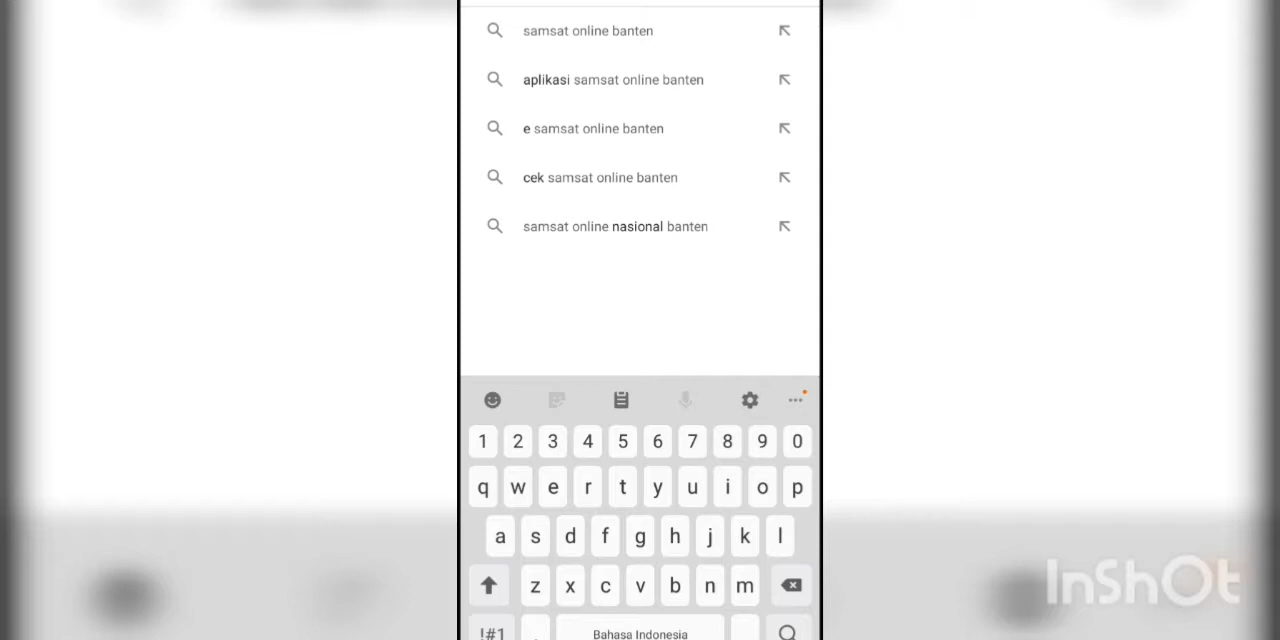 samsat online banten
aplikasi samsat online banten
e samsat online banten
cek samsat online banten
samsat online nasional banten
1 2 3 4 5 6 7 8 9 0
q w e r t y u i o p
a s d f g h j k l
z x c v b n m
!#1 , Bahasa Indonesia
InShOt